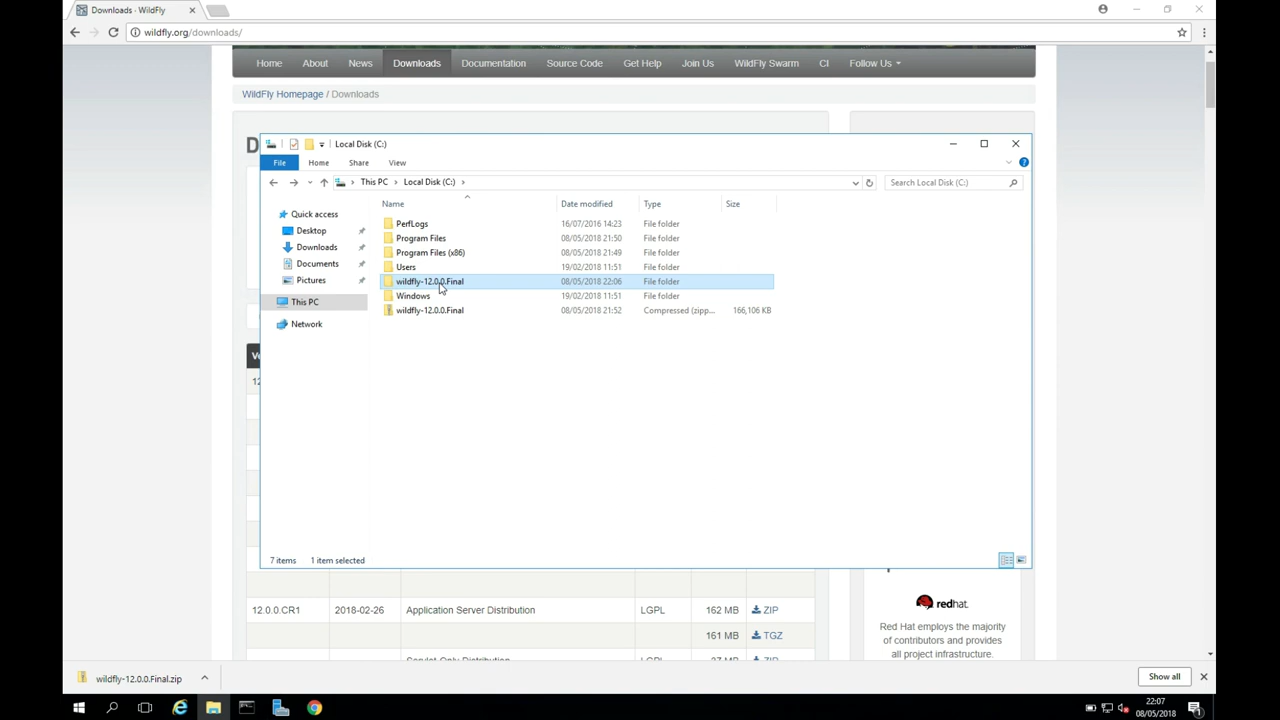 Downloads · WildFly
wildfly.org/downloads/
Home About News Downloads Documentation Source Code Get Help Join Us WildFly Swarm CI Follow Us
WildFly Homepage / Downloads
D
Local Disk (C:)
File Home Share View
This PC > Local Disk (C:) >
Search Local Disk (C:)
Name Date modified Type Size
Quick access
Desktop
Downloads
Documents
Pictures
This PC
Network
PerfLogs 16/07/2016 14:23 File folder
Program Files 08/05/2018 21:50 File folder
Program Files (x86) 08/05/2018 21:49 File folder
Users 19/02/2018 11:51 File folder
wildfly-12.0.0.Final 08/05/2018 22:06 File folder
Windows 19/02/2018 11:51 File folder
wildfly-12.0.0.Final 08/05/2018 21:52 Compressed (zipp... 166,106 KB
7 items 1 item selected
12.0.0.CR1 2018-02-26 Application Server Distribution LGPL 162 MB ZIP
161 MB TGZ
Servlet-Only Distribution LGPL 37 MB ZIP
redhat.
Red Hat employs the majority
of contributors and provides
all project infrastructure.
wildfly-12.0.0.Final.zip
Show all
22:07
08/05/2018